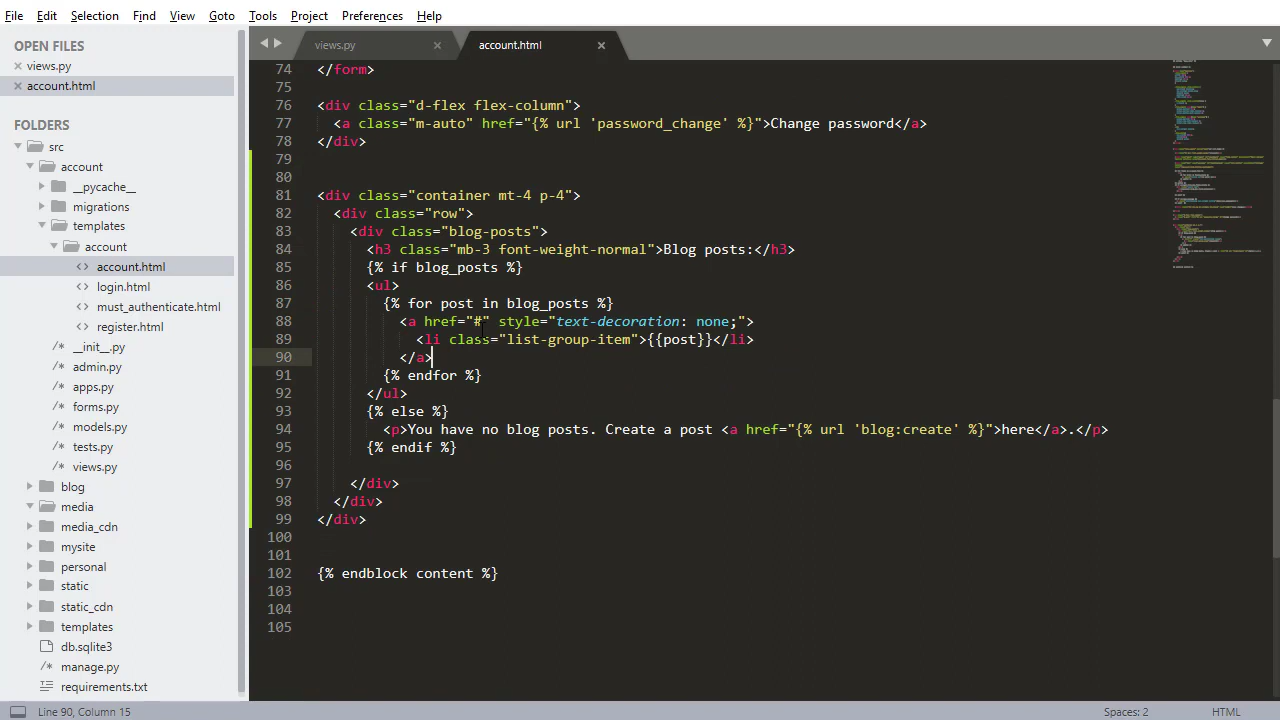 File Edit Selection Find View Goto Tools Project Preferences Help
OPEN FILES
views.py
account.html
FOLDERS
src
account
__pycache__
migrations
templates
account
account.html
login.html
must_authenticate.html
register.html
__init__.py
admin.py
apps.py
forms.py
models.py
tests.py
views.py
blog
media
media_cdn
mysite
personal
static
static_cdn
templates
db.sqlite3
manage.py
requirements.txt
views.py account.html
74 </form>
75
76 <div class="d-flex flex-column">
77 <a class="m-auto" href="{% url 'password_change' %}">Change password</a>
78 </div>
79
80
81 <div class="container mt-4 p-4">
82 <div class="row">
83 <div class="blog-posts">
84 <h3 class="mb-3 font-weight-normal">Blog posts:</h3>
85 {% if blog_posts %}
86 <ul>
87 {% for post in blog_posts %}
88 <a href="#" style="text-decoration: none;">
89 <li class="list-group-item">{{post}}</li>
90 </a>
91 {% endfor %}
92 </ul>
93 {% else %}
94 <p>You have no blog posts. Create a post <a href="{% url 'blog:create' %}">here</a>.</p>
95 {% endif %}
96
97 </div>
98 </div>
99 </div>
100
101
102 {% endblock content %}
103
104
105
Line 90, Column 15 Spaces: 2 HTML